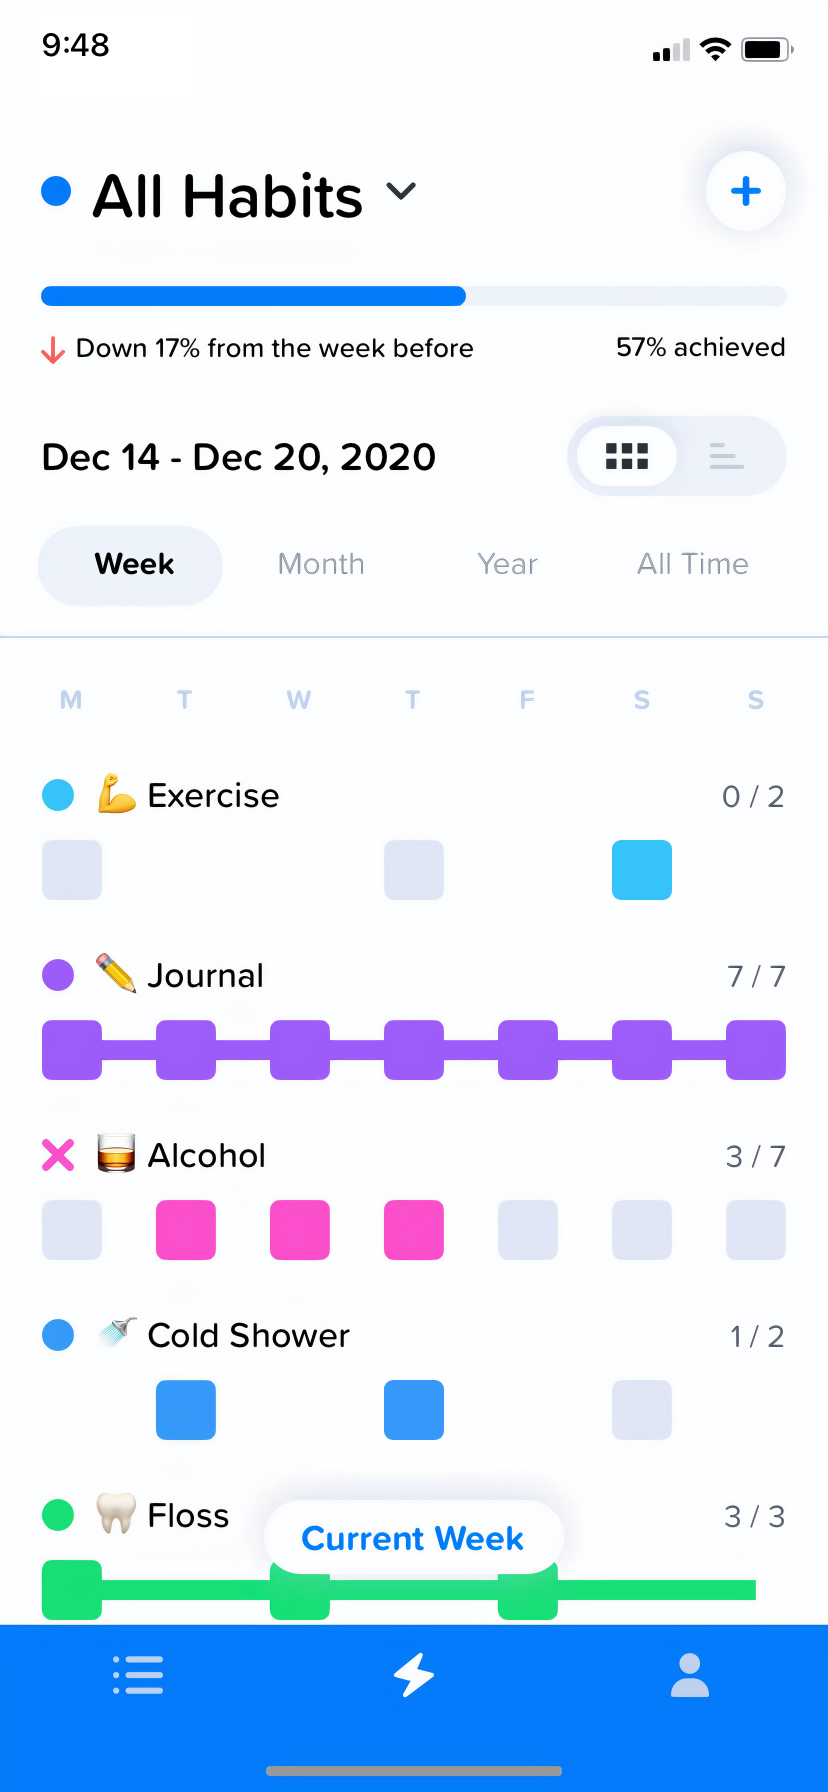 9:48
All Habits
Down 17% from the week before 57% achieved
Dec 14 - Dec 20, 2020
Week Month Year All Time
M T W T F S S
Exercise 0 / 2
Journal 7 / 7
Alcohol 3 / 7
Cold Shower 1 / 2
Floss 3 / 3
Current Week